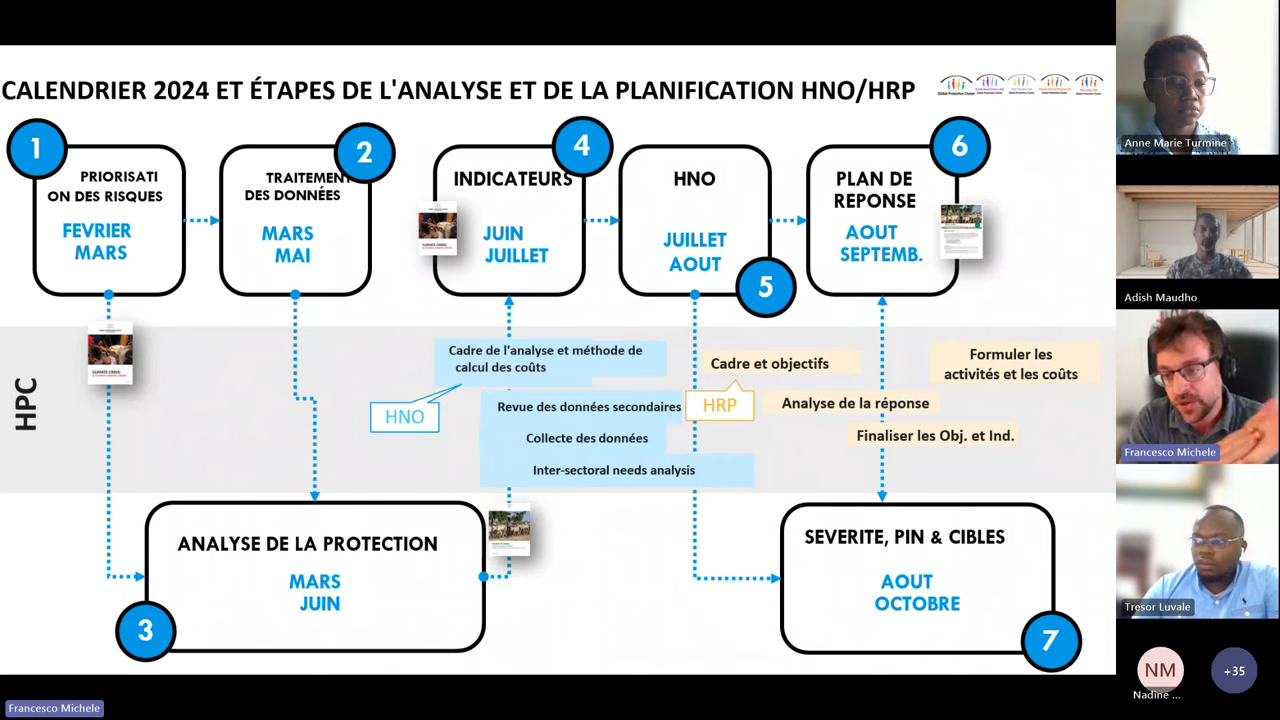 CALENDRIER 2024 ET ÉTAPES DE L'ANALYSE ET DE LA PLANIFICATION HNO/HRP
1
PRIORISATI
ON DES RISQUES
FEVRIER
MARS
2
TRAITEMENT
DES DONNÉES
MARS
MAI
4
INDICATEURS
JUIN
JUILLET
HNO
JUILLET
AOUT
5
6
PLAN DE
REPONSE
AOUT
SEPTEMB.
HPC
Cadre de l'analyse et méthode de
calcul des coûts
HNO
Revue des données secondaires
Collecte des données
Inter-sectoral needs analysis
Cadre et objectifs
HRP
Analyse de la réponse
Finaliser les Obj. et Ind.
Formuler les
activités et les coûts
ANALYSE DE LA PROTECTION
MARS
JUIN
3
SEVERITE, PIN & CIBLES
AOUT
OCTOBRE
7
Anne Marie Turmine
Adish Maudho
Francesco Michele
Tresor Luvale
NM
Nadine ...
+35
Francesco Michele